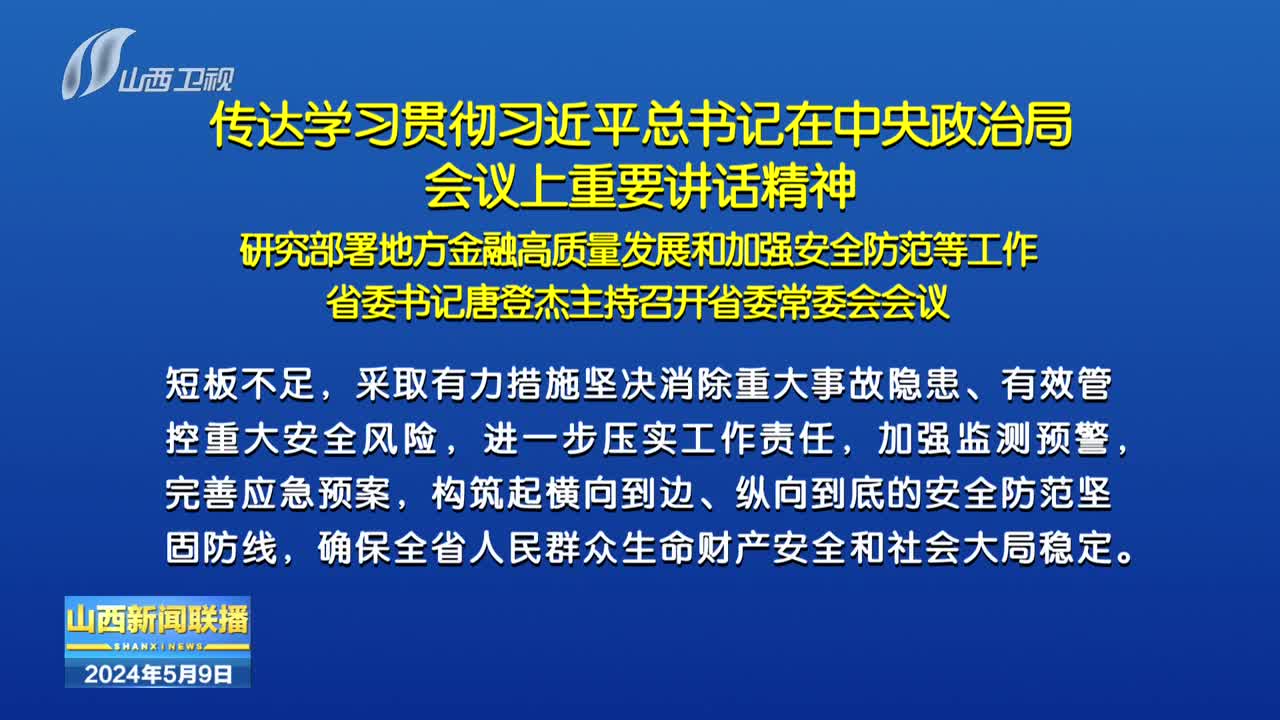 山西卫视
传达学习贯彻习近平总书记在中央政治局
会议上重要讲话精神
研究部署地方金融高质量发展和加强安全防范等工作
省委书记唐登杰主持召开省委常委会会议
短板不足，采取有力措施坚决消除重大事故隐患、有效管
控重大安全风险，进一步压实工作责任，加强监测预警，
完善应急预案，构筑起横向到边、纵向到底的安全防范坚
固防线，确保全省人民群众生命财产安全和社会大局稳定。
山西新闻联播
SHANXI NEWS
2024年5月9日